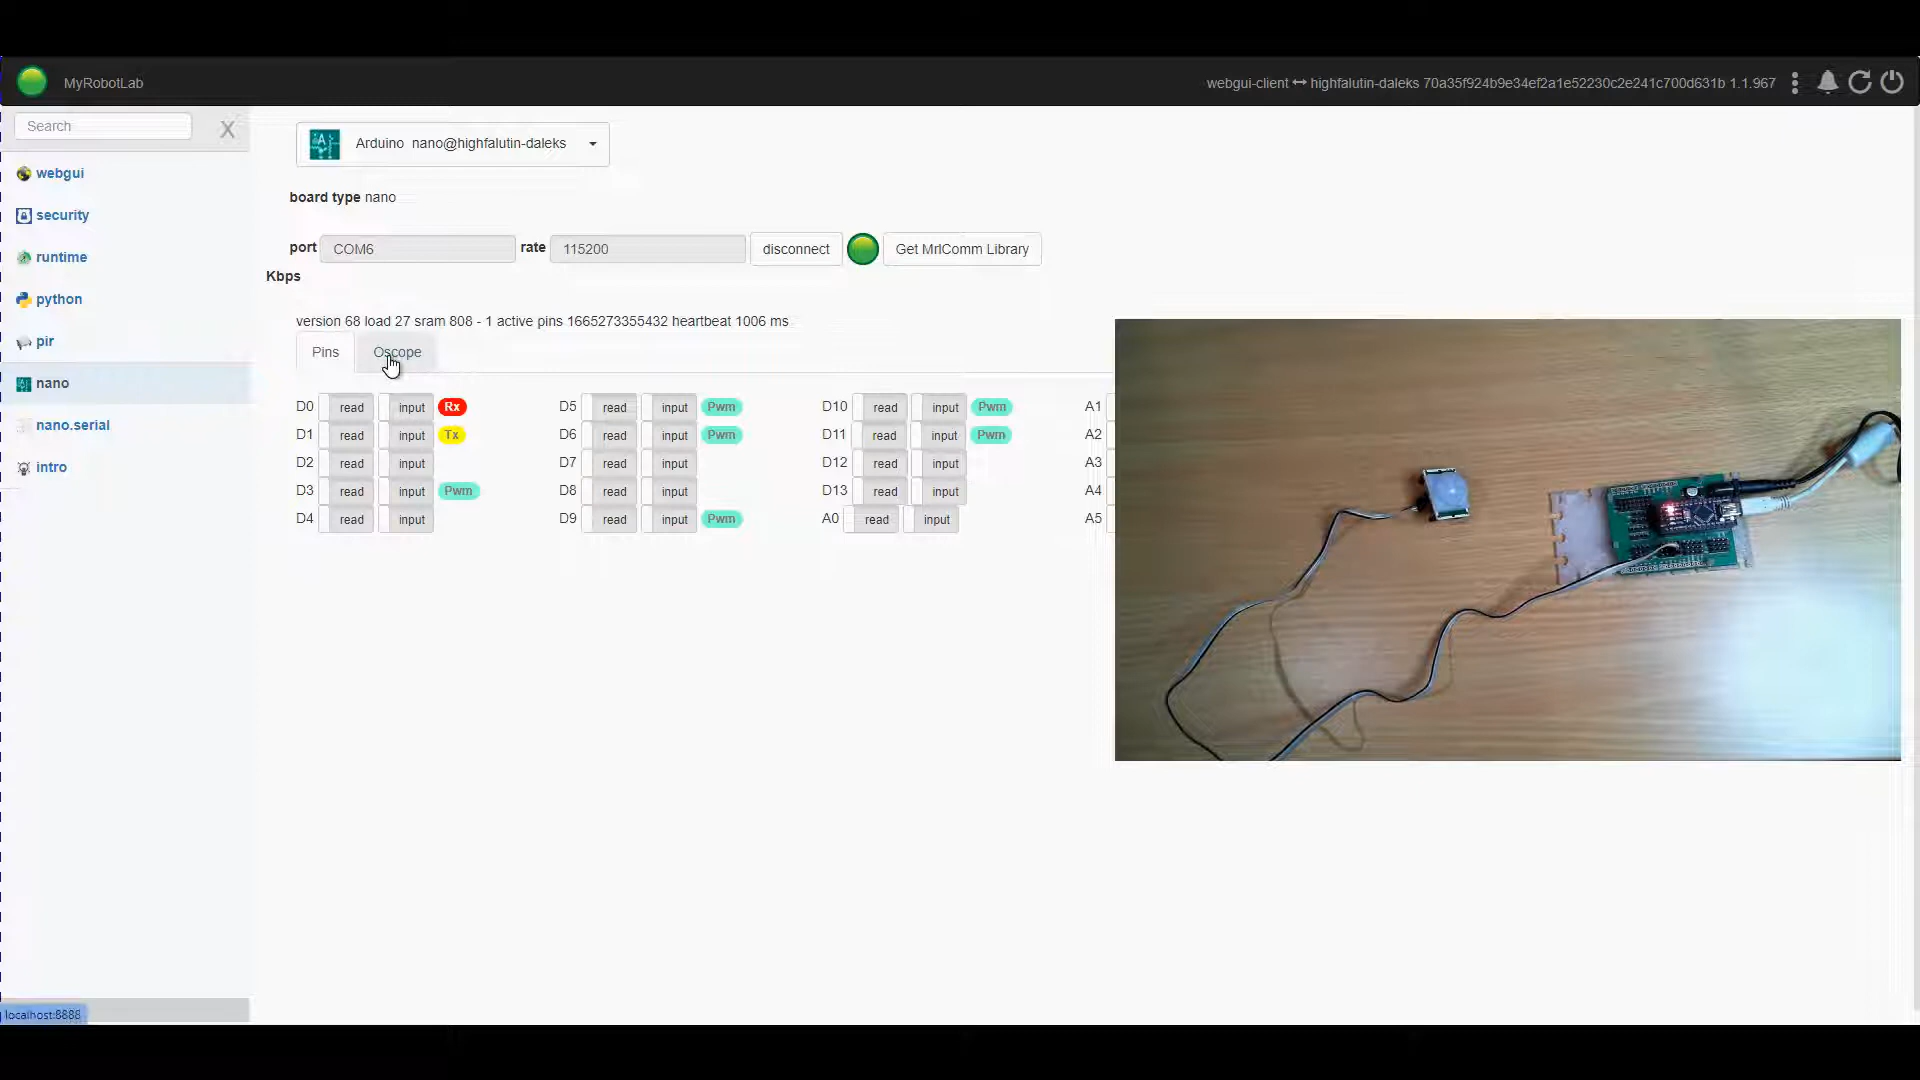 MyRobotLab
webgui-client ↔ highfalutin-daleks 70a35f924b9e34ef2a1e52230c2e241c700d631b 1.1.967
Search X
webgui
security
runtime
python
pir
nano
nano.serial
intro
Arduino nano@highfalutin-daleks
board type nano
port COM6 rate 115200 disconnect Get MrlComm Library
Kbps
version 68 load 27 sram 808 - 1 active pins 1665273355432 heartbeat 1006 ms
Pins Oscope
D0 read input Rx D5 read input Pwm D10 read input Pwm A1
D1 read input Tx D6 read input Pwm D11 read input Pwm A2
D2 read input D7 read input D12 read input A3
D3 read input Pwm D8 read input D13 read input A4
D4 read input D9 read input Pwm A0 read input A5
localhost:8888